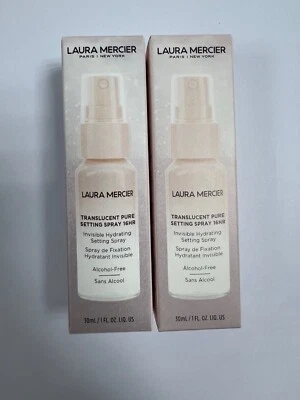 LAURA MERCIER
PARIS | NEW YORK
LAURA MERCIER
TRANSLUCENT PURE
SETTING SPRAY 16HR
Invisible Hydrating
Setting Spray
Spray de Fixation
Hydratant Invisible
Alcohol-Free
Sans Alcool
30mL / 1 FL. OZ. LIQ. US
LAURA MERCIER
PARIS | NEW YORK
LAURA MERCIER
TRANSLUCENT PURE
SETTING SPRAY 16HR
Invisible Hydrating
Setting Spray
Spray de Fixation
Hydratant Invisible
Alcohol-Free
Sans Alcool
30mL / 1 FL. OZ. LIQ. US